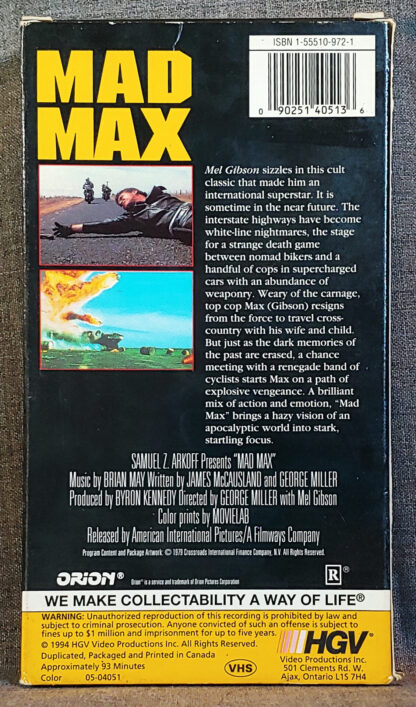 ISBN 1-55510-972-1
0 90251 40513 6
MAD
MAX
Mel Gibson sizzles in this cult
classic that made him an
international superstar. It is
sometime in the near future. The
interstate highways have become
white-line nightmares, the stage
for a strange death game
between nomad bikers and a
handful of cops in supercharged
cars with an abundance of
weaponry. Weary of the carnage,
top cop Max (Gibson) resigns
from the force to travel cross-
country with his wife and child.
But just as the dark memories of
the past are erased, a chance
meeting with a renegade band of
cyclists starts Max on a path of
explosive vengeance. A brilliant
mix of action and emotion, "Mad
Max" brings a hazy vision of an
apocalyptic world into stark,
startling focus.
SAMUEL Z. ARKOFF Presents "MAD MAX"
Music by BRIAN MAY Written by JAMES McCAUSLAND and GEORGE MILLER
Produced by BYRON KENNEDY Directed by GEORGE MILLER with Mel Gibson
Color prints by MOVIELAB
Released by American International Pictures/A Filmways Company
Program Content and Package Artwork: © 1979 Crossroads International Finance Company, N.V. All Rights Reserved.
ORION®
Orion® is a service and trademark of Orion Pictures Corporation
R®
WE MAKE COLLECTABILITY A WAY OF LIFE®
WARNING: Unauthorized reproduction of this recording is prohibited by law and
subject to criminal prosecution. Anyone convicted of such an offense is subject to
fines up to $1 million and imprisonment for up to five years.
© 1994 HGV Video Productions Inc. All Rights Reserved.
Duplicated, Packaged and Printed in Canada
Approximately 93 Minutes
Color 05-04051
VHS
HGV®
Video Productions Inc.
501 Clements Rd. W.
Ajax, Ontario L1S 7H4